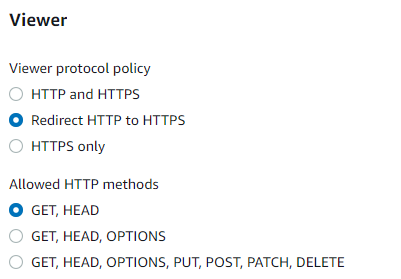 Viewer
Viewer protocol policy
HTTP and HTTPS
Redirect HTTP to HTTPS
HTTPS only
Allowed HTTP methods
GET, HEAD
GET, HEAD, OPTIONS
GET, HEAD, OPTIONS, PUT, POST, PATCH, DELETE